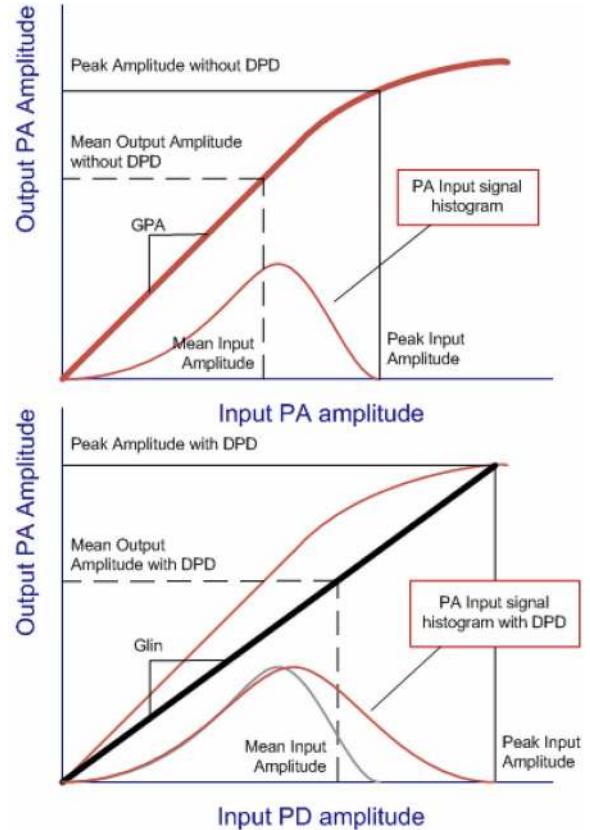 Output PA Amplitude
Peak Amplitude without DPD
Mean Output Amplitude
without DPD
GPA
PA Input signal
histogram
Mean Input
Amplitude
Peak Input
Amplitude
Input PA amplitude
Output PA Amplitude
Peak Amplitude with DPD
Mean Output
Amplitude with DPD
Glin
PA Input signal
histogram with DPD
Mean Input
Amplitude
Peak Input
Amplitude
Input PD amplitude